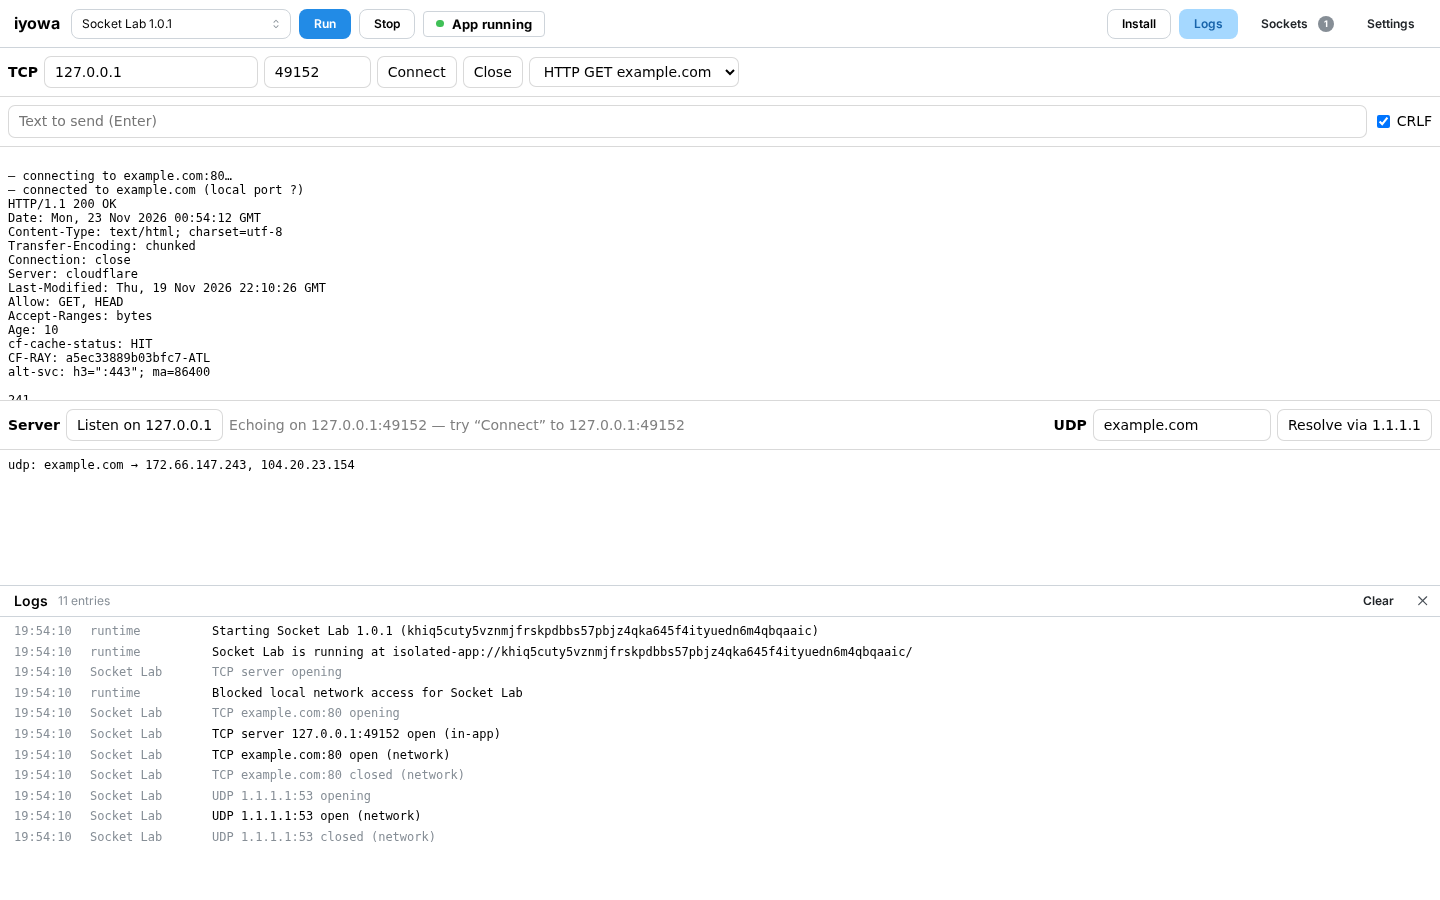 iyowa Socket Lab 1.0.1 Run Stop App running Install Logs Sockets 1 Settings
TCP 127.0.0.1 49152 Connect Close HTTP GET example.com
Text to send (Enter) CRLF
— connecting to example.com:80…
— connected to example.com (local port ?)
HTTP/1.1 200 OK
Date: Mon, 23 Nov 2026 00:54:12 GMT
Content-Type: text/html; charset=utf-8
Transfer-Encoding: chunked
Connection: close
Server: cloudflare
Last-Modified: Thu, 19 Nov 2026 22:10:26 GMT
Allow: GET, HEAD
Accept-Ranges: bytes
Age: 10
cf-cache-status: HIT
CF-RAY: a5ec33889b03bfc7-ATL
alt-svc: h3=":443"; ma=86400
241
Server Listen on 127.0.0.1 Echoing on 127.0.0.1:49152 — try “Connect” to 127.0.0.1:49152 UDP example.com Resolve via 1.1.1.1
udp: example.com → 172.66.147.243, 104.20.23.154
Logs 11 entries Clear
19:54:10 runtime Starting Socket Lab 1.0.1 (khiq5cuty5vznmjfrskpdbbs57pbjz4qka645f4ityuedn6m4qbqaaic)
19:54:10 runtime Socket Lab is running at isolated-app://khiq5cuty5vznmjfrskpdbbs57pbjz4qka645f4ityuedn6m4qbqaaic/
19:54:10 Socket Lab TCP server opening
19:54:10 runtime Blocked local network access for Socket Lab
19:54:10 Socket Lab TCP example.com:80 opening
19:54:10 Socket Lab TCP server 127.0.0.1:49152 open (in-app)
19:54:10 Socket Lab TCP example.com:80 open (network)
19:54:10 Socket Lab TCP example.com:80 closed (network)
19:54:10 Socket Lab UDP 1.1.1.1:53 opening
19:54:10 Socket Lab UDP 1.1.1.1:53 open (network)
19:54:10 Socket Lab UDP 1.1.1.1:53 closed (network)